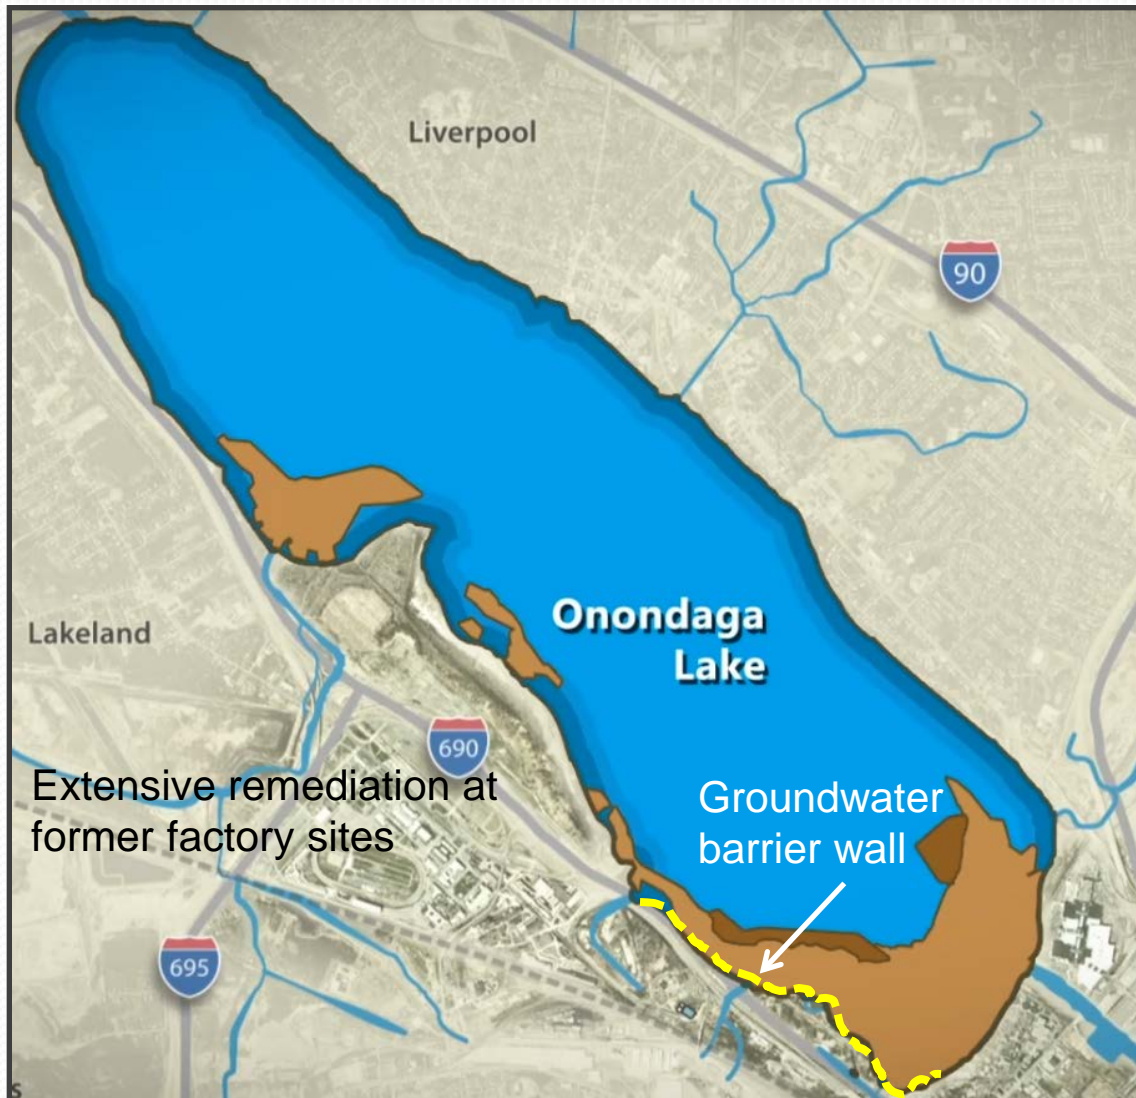 Liverpool
90
Onondaga
Lake
Lakeland
690
Extensive remediation at
former factory sites
Groundwater
barrier wall
695
s